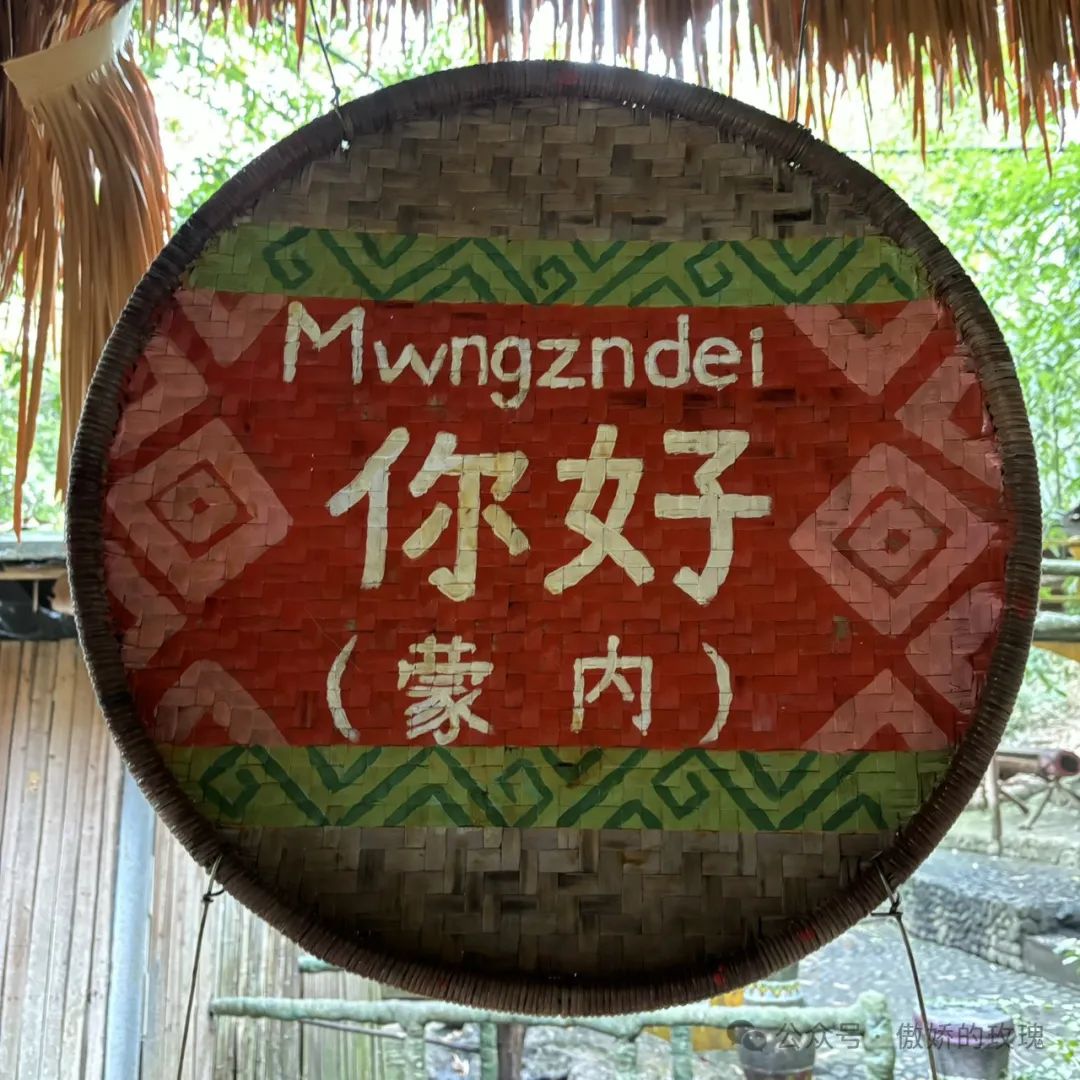 Mwngzndei
你好
（蒙内）
公众号 · 傲娇的玫瑰